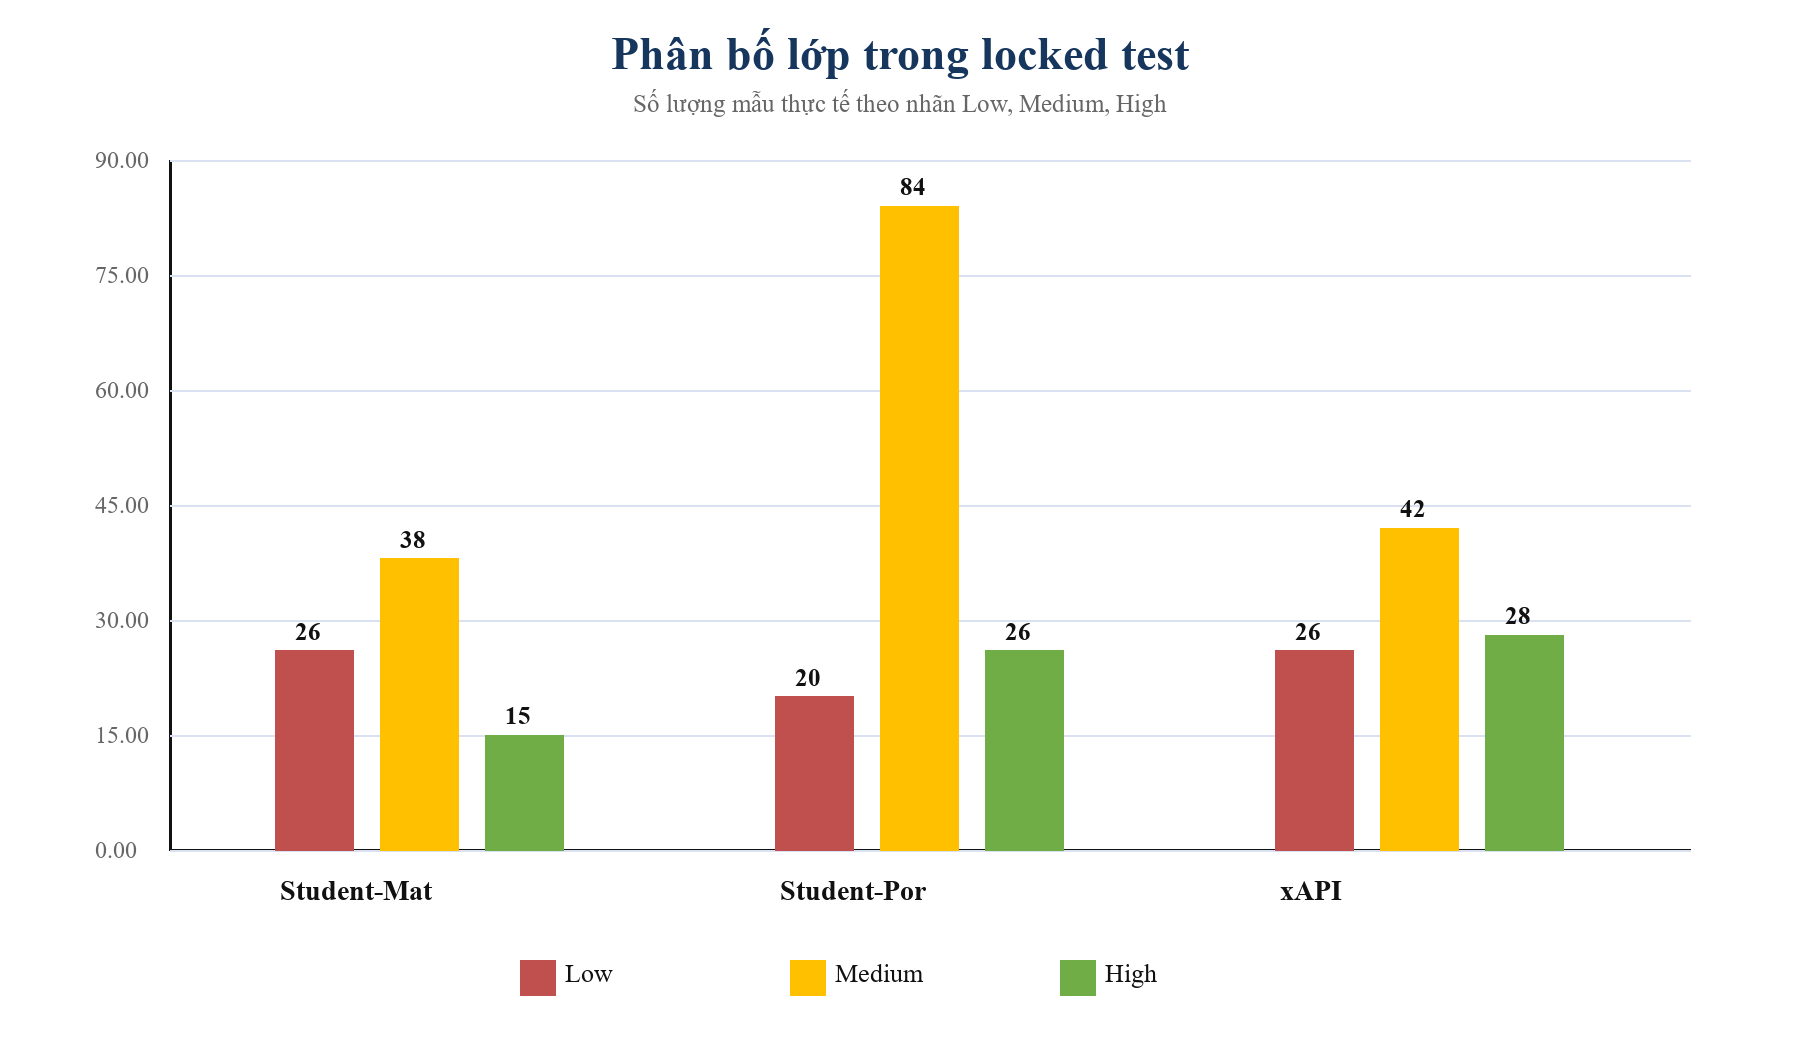 Phân bố lớp trong locked test
Số lượng mẫu thực tế theo nhãn Low, Medium, High
90.00
75.00
60.00
45.00
30.00
15.00
0.00
26
38
15
20
84
26
26
42
28
Student-Mat
Student-Por
xAPI
Low
Medium
High